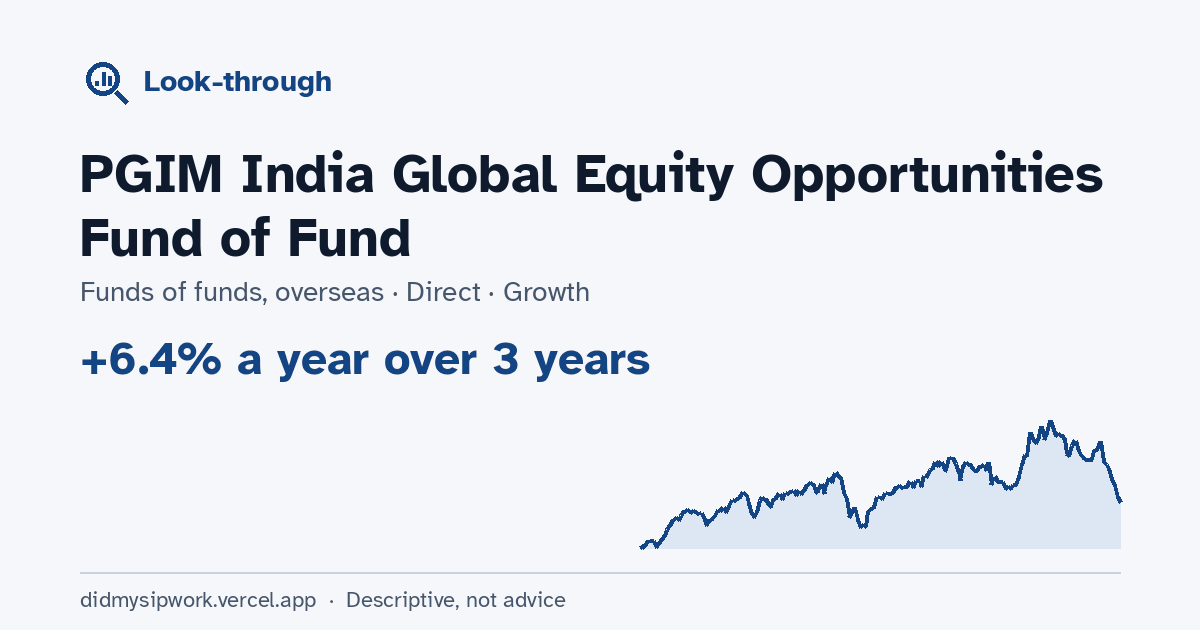 Look-through
PGIM India Global Equity Opportunities
Fund of Fund
Funds of funds, overseas · Direct · Growth
+6.4% a year over 3 years
didmysipwork.vercel.app · Descriptive, not advice